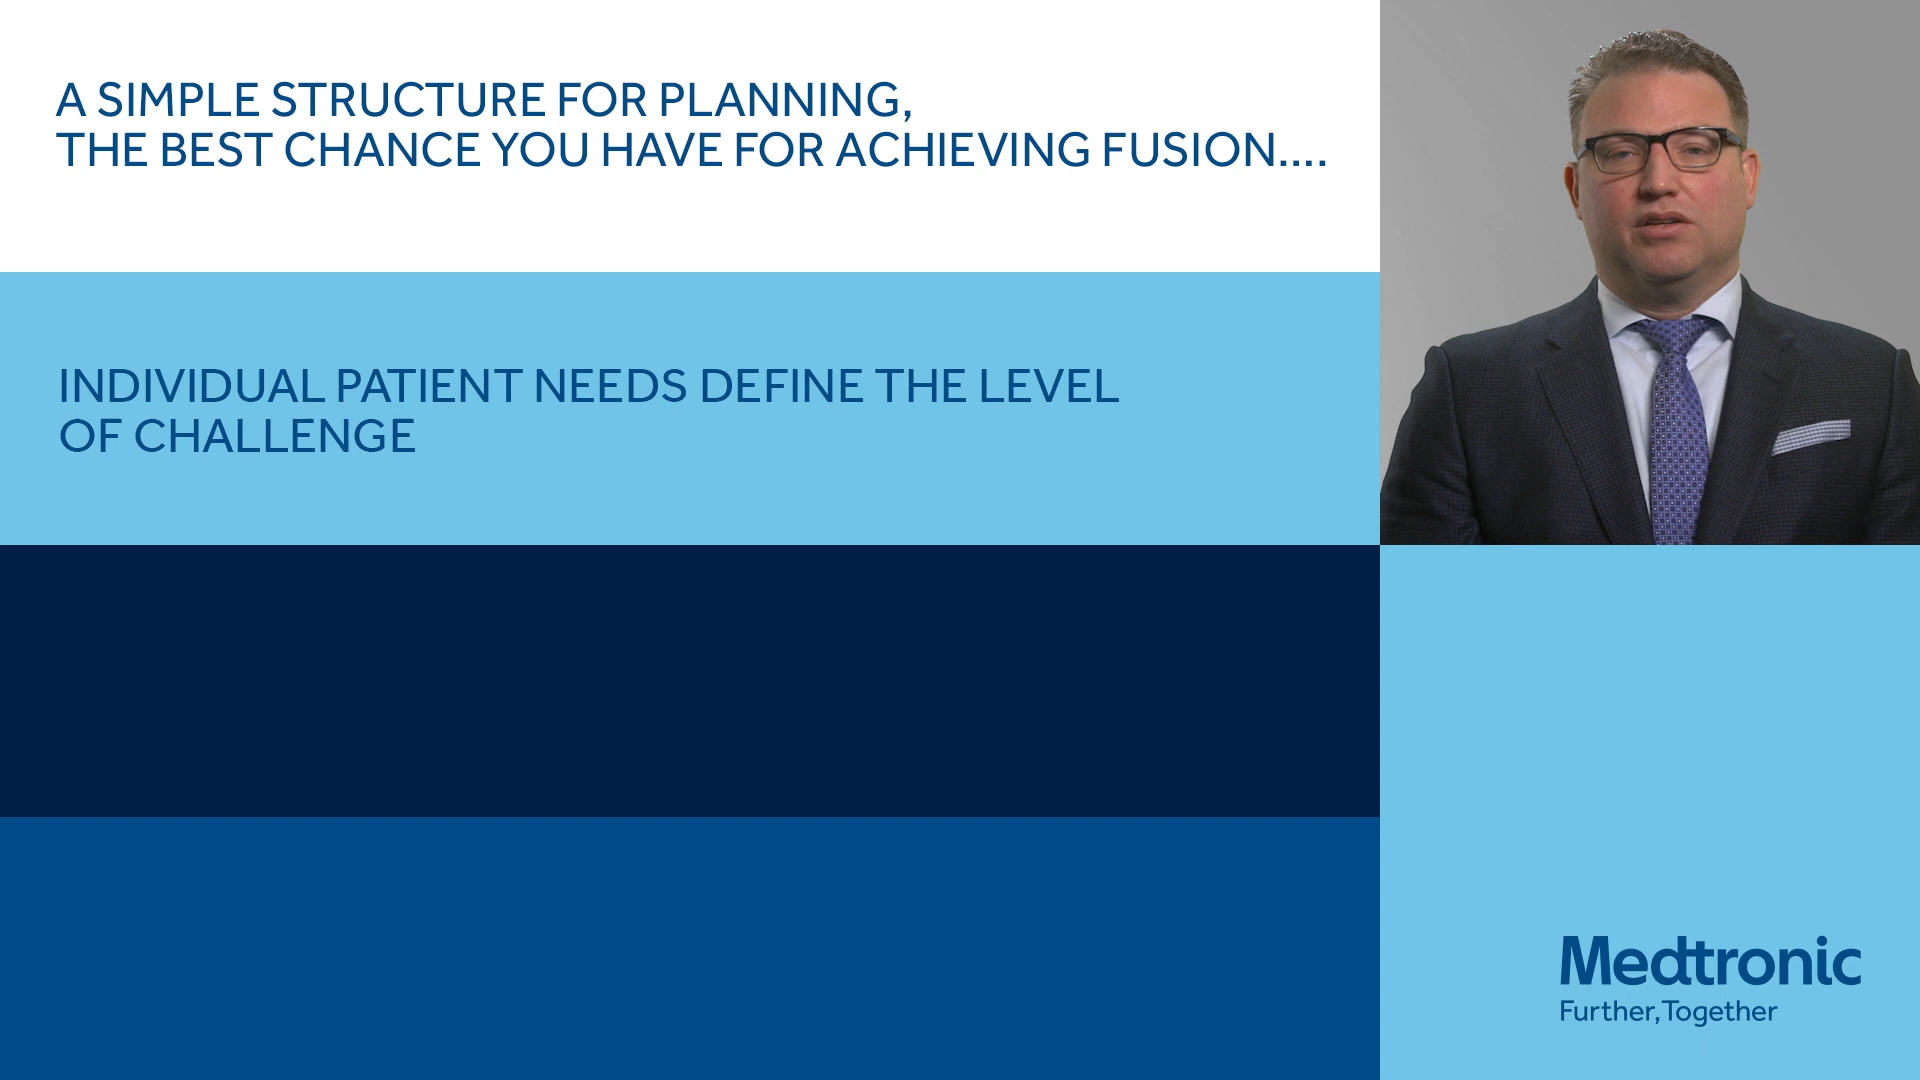 A SIMPLE STRUCTURE FOR PLANNING,
THE BEST CHANCE YOU HAVE FOR ACHIEVING FUSION....
INDIVIDUAL PATIENT NEEDS DEFINE THE LEVEL
OF CHALLENGE
Medtronic
Further, Together